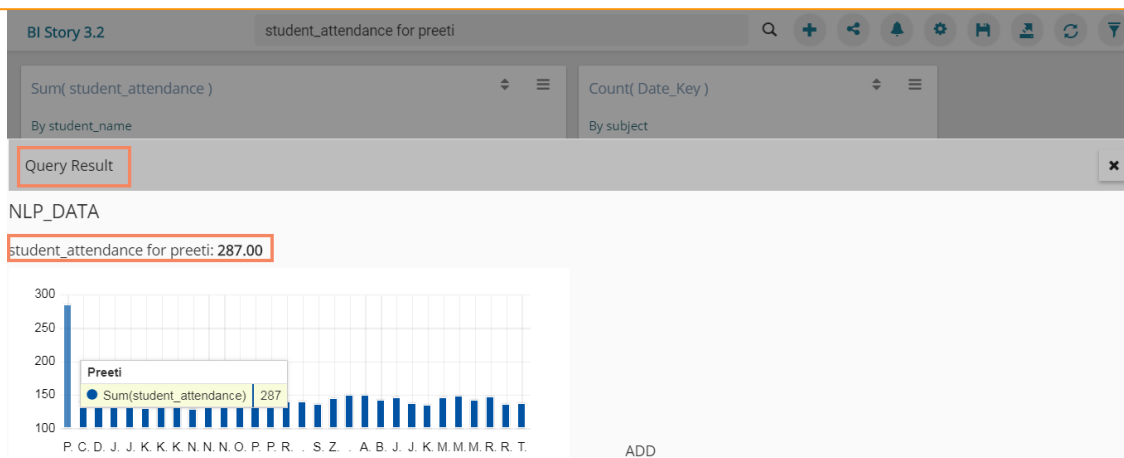 BI Story 3.2
student_attendance for preeti
Sum( student_attendance )
By student_name
Count( Date_Key )
By subject
Query Result
NLP_DATA
student_attendance for preeti: 287.00
300
250
200
150
100
Preeti
Sum(student_attendance) 287
P. C. D. J. J. K. K. K. N. N. N. O. P. P. R. . S. Z. . A. B. J. J. K. M. M. M. R. R. T.
ADD